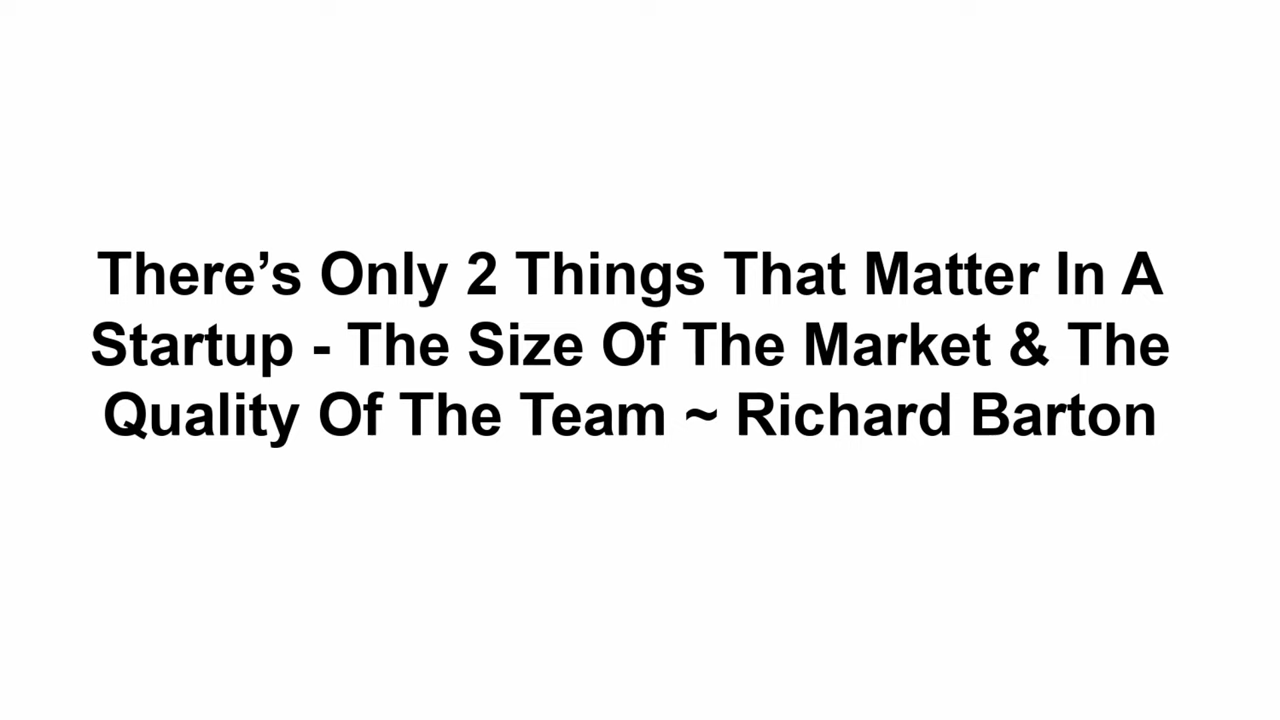 There’s Only 2 Things That Matter In A
Startup - The Size Of The Market & The
Quality Of The Team ~ Richard Barton